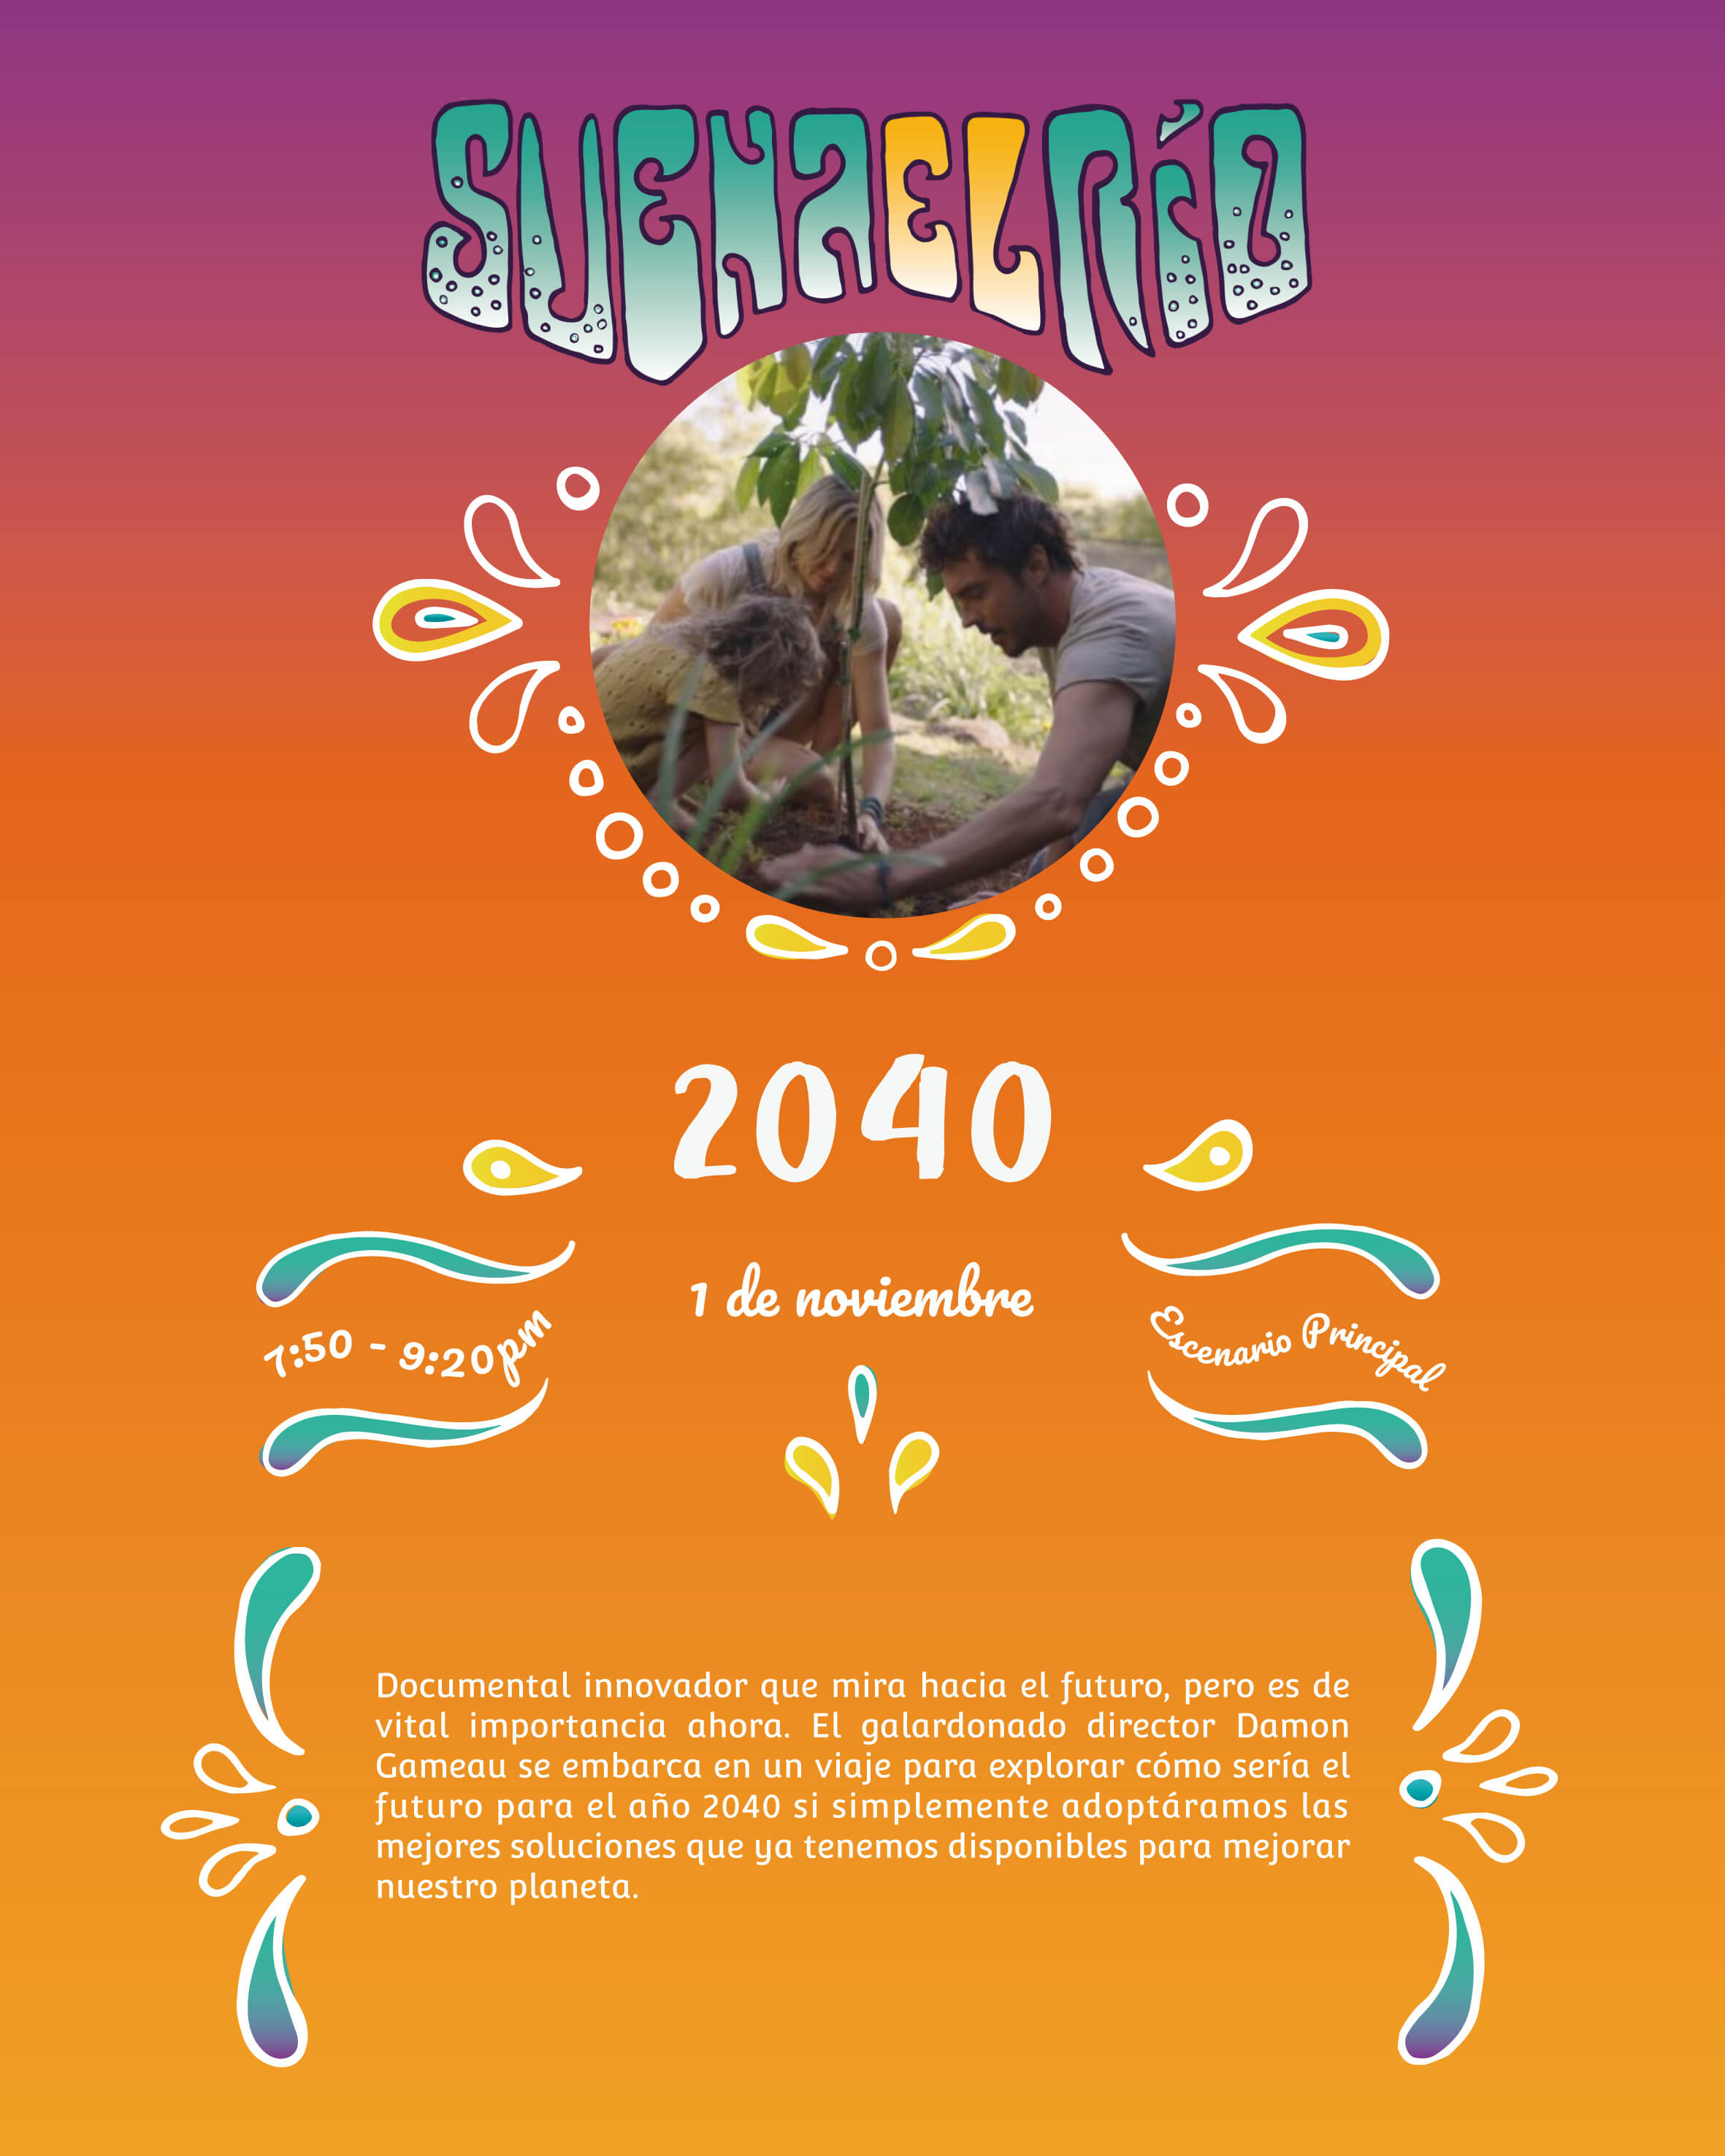 SUENAELRÍO
2040
1 de noviembre
7:50 - 9:20pm
Escenario Principal
Documental innovador que mira hacia el futuro, pero es de
vital importancia ahora. El galardonado director Damon
Gameau se embarca en un viaje para explorar cómo sería el
futuro para el año 2040 si simplemente adoptáramos las
mejores soluciones que ya tenemos disponibles para mejorar
nuestro planeta.